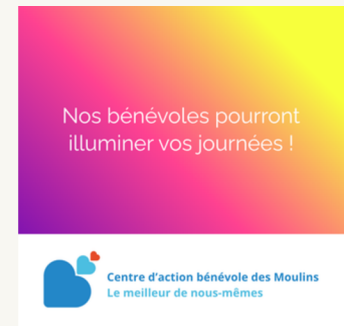 Nos bénévoles pourront
illuminer vos journées !
Centre d'action bénévole des Moulins
Le meilleur de nous-mêmes